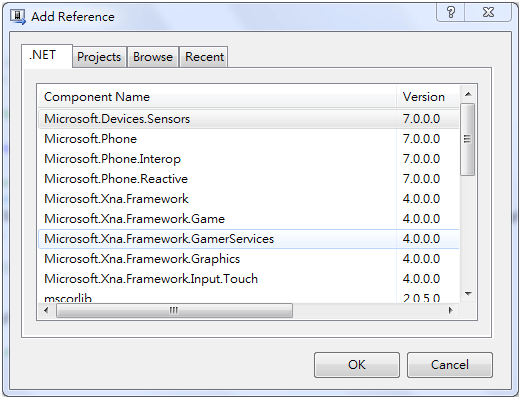 Add Reference
.NET Projects Browse Recent
Component Name Version
Microsoft.Devices.Sensors 7.0.0.0
Microsoft.Phone 7.0.0.0
Microsoft.Phone.Interop 7.0.0.0
Microsoft.Phone.Reactive 7.0.0.0
Microsoft.Xna.Framework 4.0.0.0
Microsoft.Xna.Framework.Game 4.0.0.0
Microsoft.Xna.Framework.GamerServices 4.0.0.0
Microsoft.Xna.Framework.Graphics 4.0.0.0
Microsoft.Xna.Framework.Input.Touch 4.0.0.0
mscorlib 2.0.5.0
OK Cancel